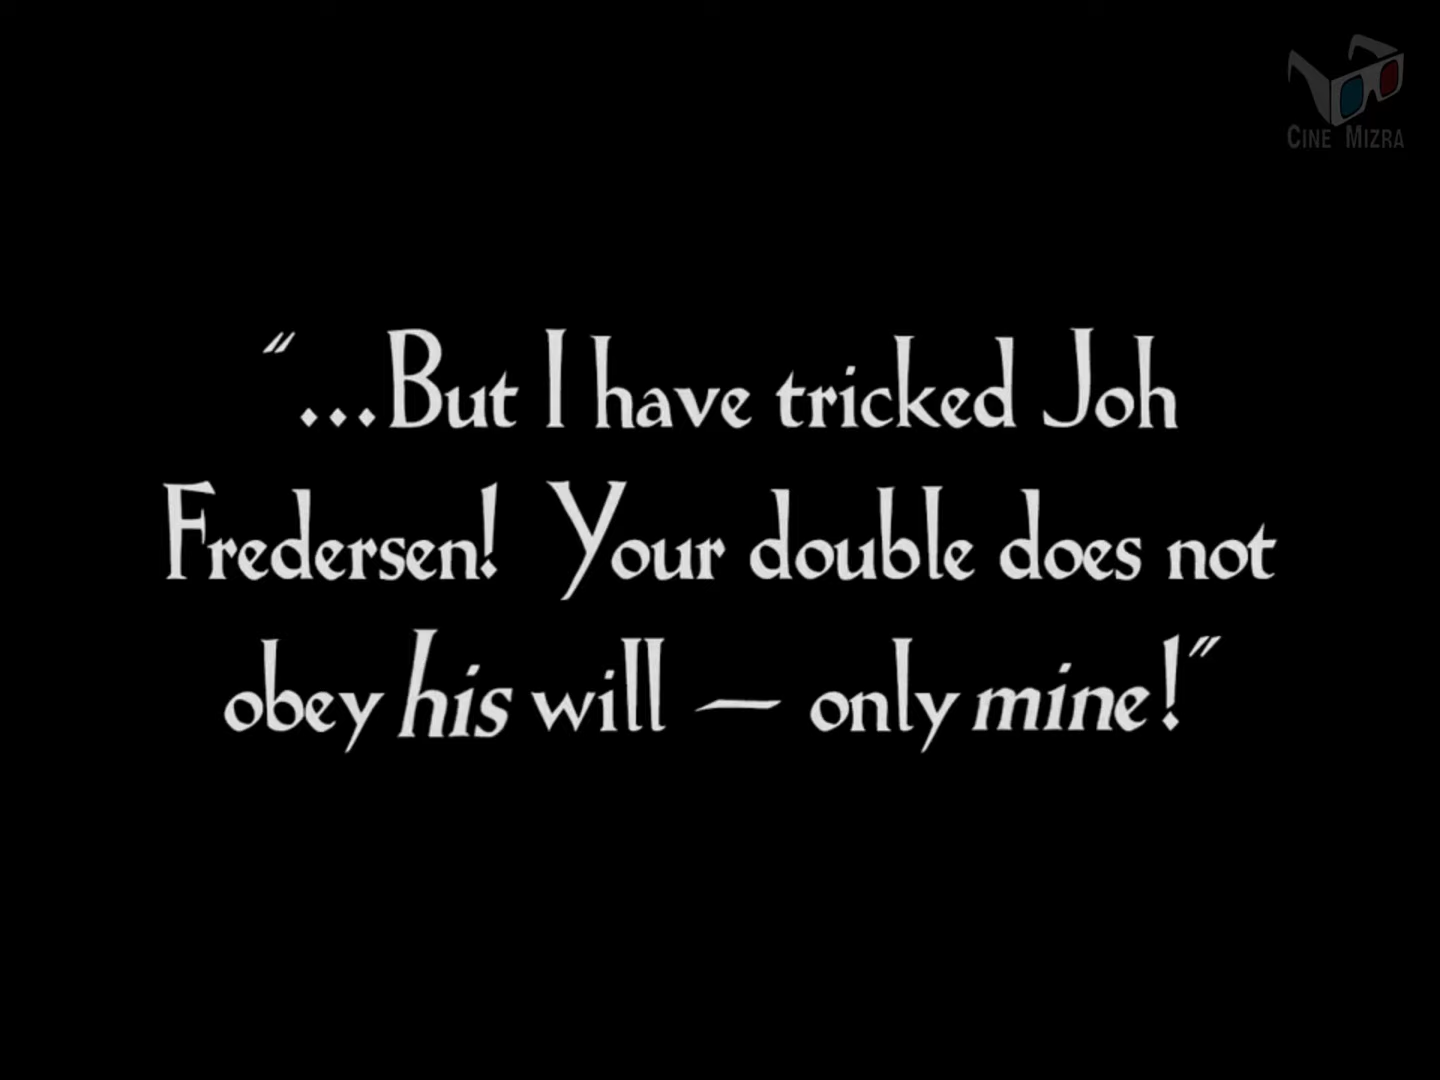 CINE MIZRA
"...But I have tricked Joh
Fredersen! Your double does not
obey his will — only mine!"